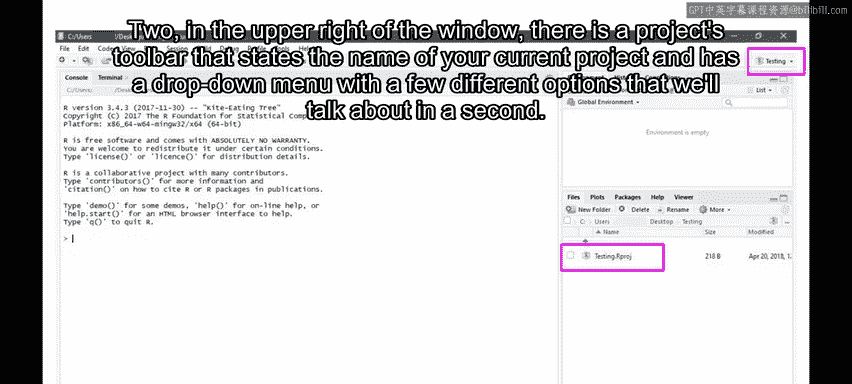 GPT中英字幕课程资源@bilibili.com
Two, in the upper right of the window, there is a project's
toolbar that states the name of your current project and has
a drop-down menu with a few different options that we'll
talk about in a second.
File Edit Code
Testing
Console Terminal
List
Global Environment
Environment is empty
R version 3.4.3 (2017-11-30) -- "Kite-Eating Tree"
Copyright (C) 2017 The R Foundation for Statistical
Platform: x86_64-w64-mingw32/x64 (64-bit)
R is free software and comes with ABSOLUTELY NO WARRANTY.
You are welcome to redistribute it under certain conditions.
Type 'license()' or 'licence()' for distribution details.
R is a collaborative project with many contributors.
Type 'contributors()' for more information and
'citation()' on how to cite R or R packages in publications.
Type 'demo()' for some demos, 'help()' for on-line help, or
'help.start()' for an HTML browser interface to help.
Type 'q()' to quit R.
>
Files Plots Packages Help Viewer
New Folder Delete Rename More
C: Users Desktop Testing
Name Size Modified
Testing.Rproj 218 B Apr 20, 2018, 1